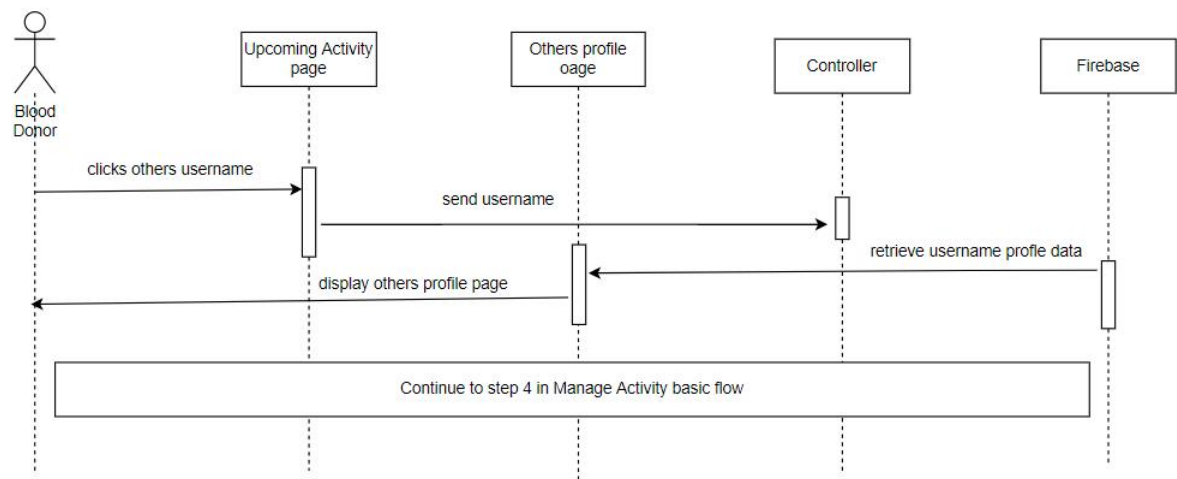 Upcoming Activity
page
Others profile
oage
Controller
Firebase
Blood
Donor
clicks others username
send username
retrieve username profle data
display others profile page
Continue to step 4 in Manage Activity basic flow